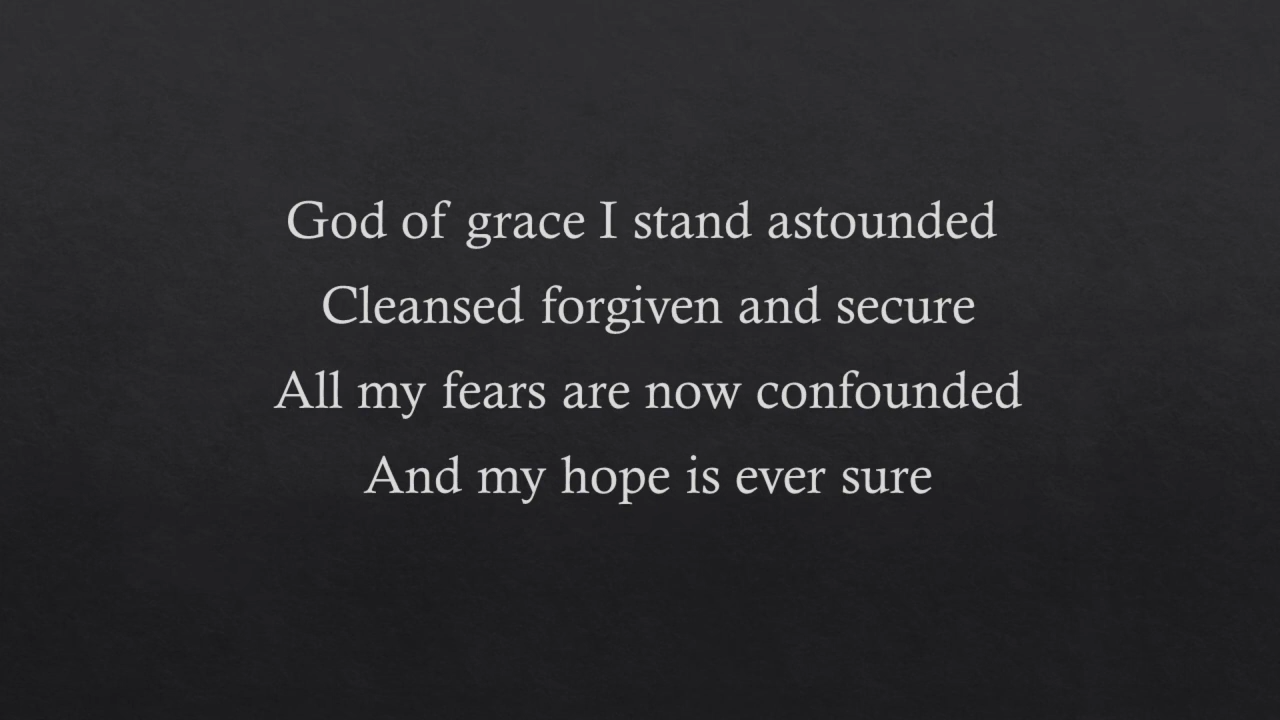 God of grace I stand astounded
Cleansed forgiven and secure
All my fears are now confounded
And my hope is ever sure